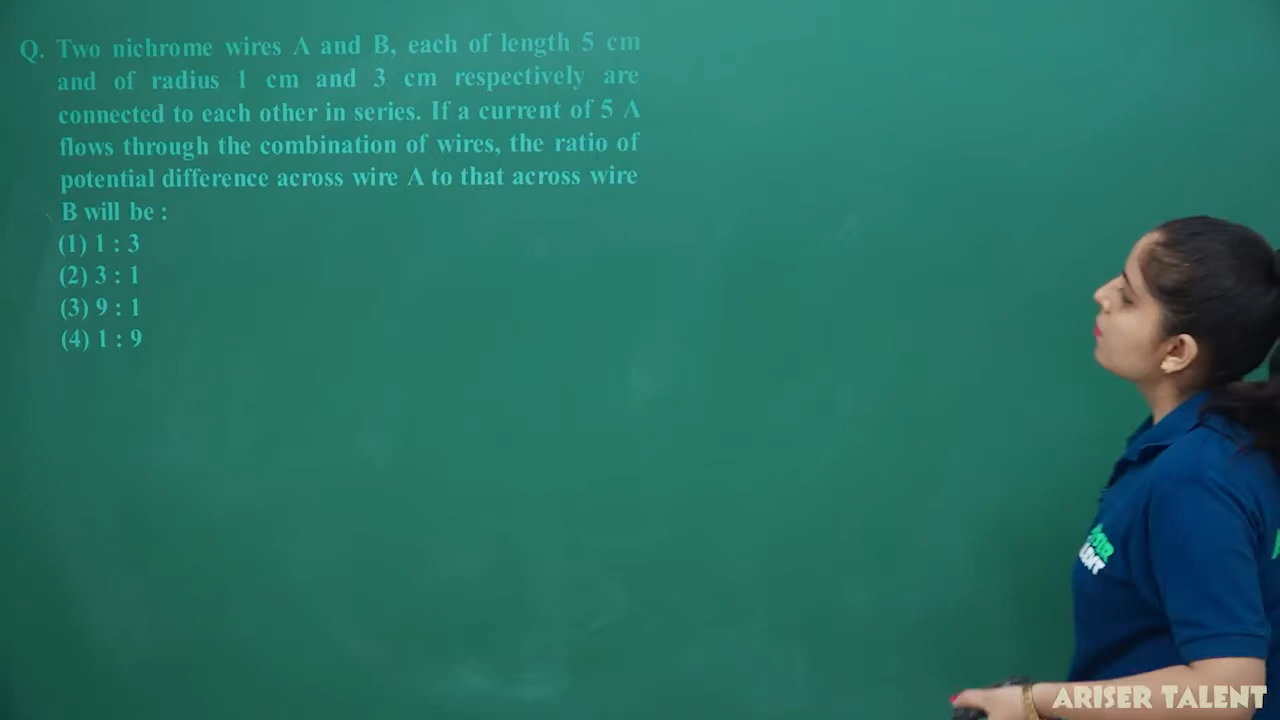 Q. Two nichrome wires A and B, each of length 5 cm
and of radius 1 cm and 3 cm respectively are
connected to each other in series. If a current of 5 A
flows through the combination of wires, the ratio of
potential difference across wire A to that across wire
B will be :
(1) 1 : 3
(2) 3 : 1
(3) 9 : 1
(4) 1 : 9
ARISER TALENT